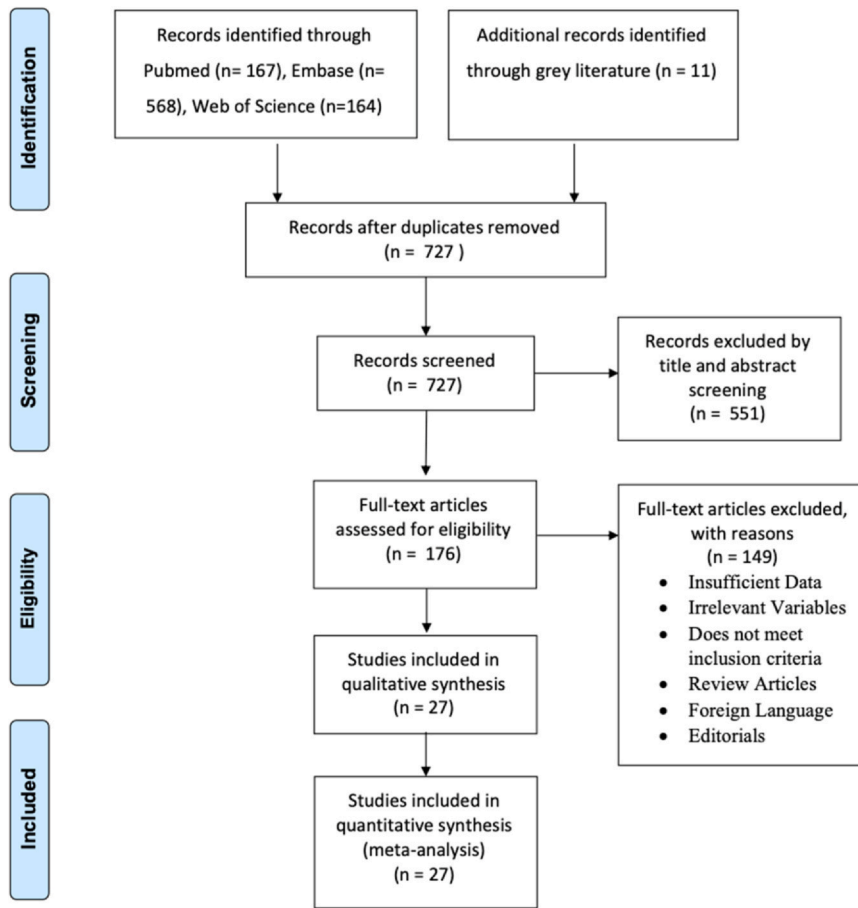 Identification
Records identified through
Pubmed (n= 167), Embase (n=
568), Web of Science (n=164)
Additional records identified
through grey literature (n = 11)
Records after duplicates removed
(n = 727 )
Screening
Records screened
(n = 727)
Records excluded by
title and abstract
screening
(n = 551)
Eligibility
Full-text articles
assessed for eligibility
(n = 176)
Full-text articles excluded,
with reasons
(n = 149)
• Insufficient Data
• Irrelevant Variables
• Does not meet
inclusion criteria
• Review Articles
• Foreign Language
• Editorials
Studies included in
qualitative synthesis
(n = 27)
Included
Studies included in
quantitative synthesis
(meta-analysis)
(n = 27)